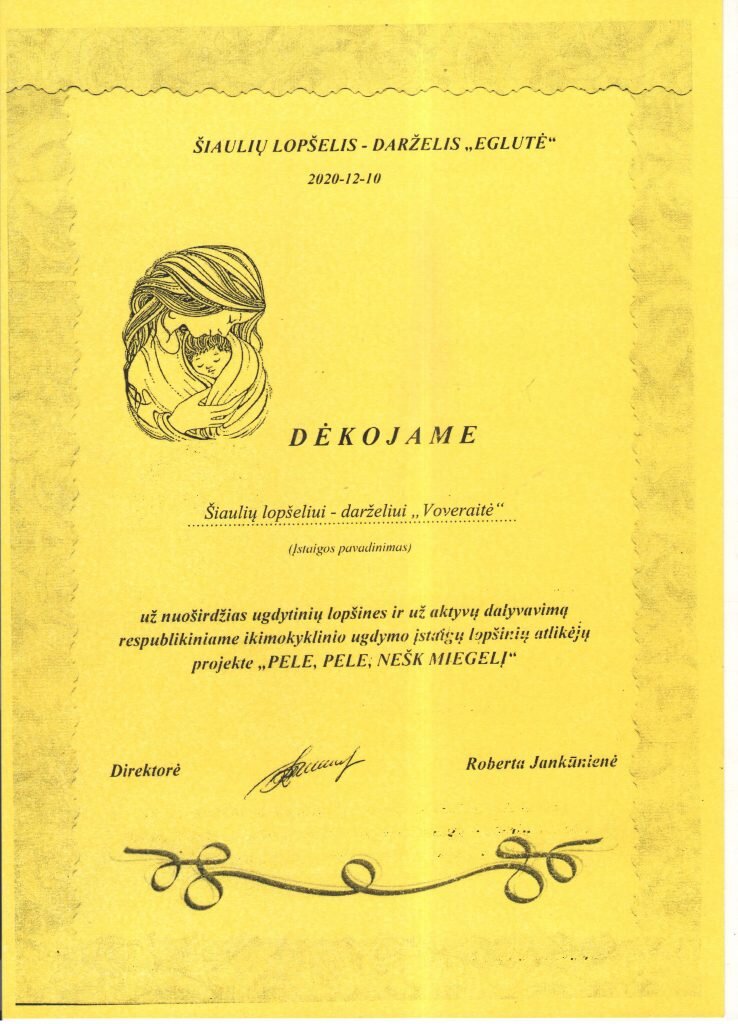 ŠIAULIŲ LOPŠELIS - DARŽELIS „EGLUTĖ“
2020-12-10
DĖKOJAME
Šiaulių lopšeliui - darželiui „Voveraitė“
(Įstaigos pavadinimas)
už nuoširdžias ugdytinių lopšines ir už aktyvų dalyvavimą
respublikiniame ikimokyklinio ugdymo įstaigų lopšinių atlikėjų
projekte „PELE, PELE, NEŠK MIEGELĮ“
Direktorė
Roberta Jankūnienė